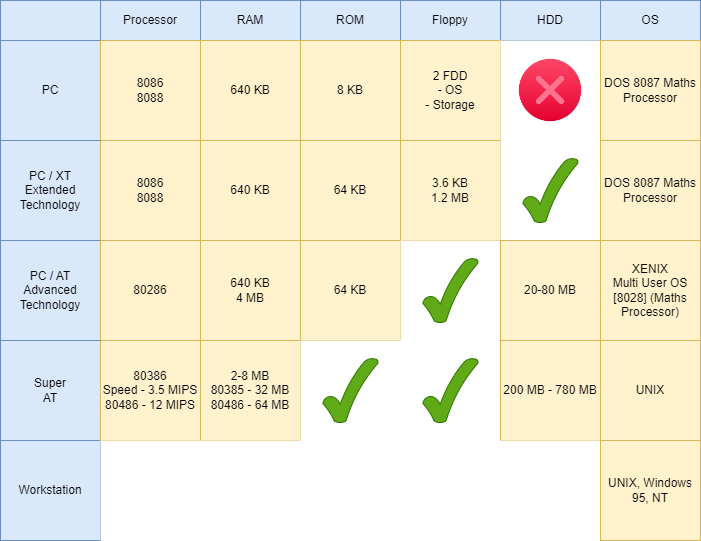 Processor RAM ROM Floppy HDD OS
PC
8086
8088
640 KB
8 KB
2 FDD
- OS
- Storage
DOS 8087 Maths
Processor
PC / XT
Extended
Technology
8086
8088
640 KB
64 KB
3.6 KB
1.2 MB
DOS 8087 Maths
Processor
PC / AT
Advanced
Technology
80286
640 KB
4 MB
64 KB
20-80 MB
XENIX
Multi User OS
[8028] (Maths
Processor)
Super
AT
80386
Speed - 3.5 MIPS
80486 - 12 MIPS
2-8 MB
80385 - 32 MB
80486 - 64 MB
200 MB - 780 MB
UNIX
Workstation
UNIX, Windows
95, NT